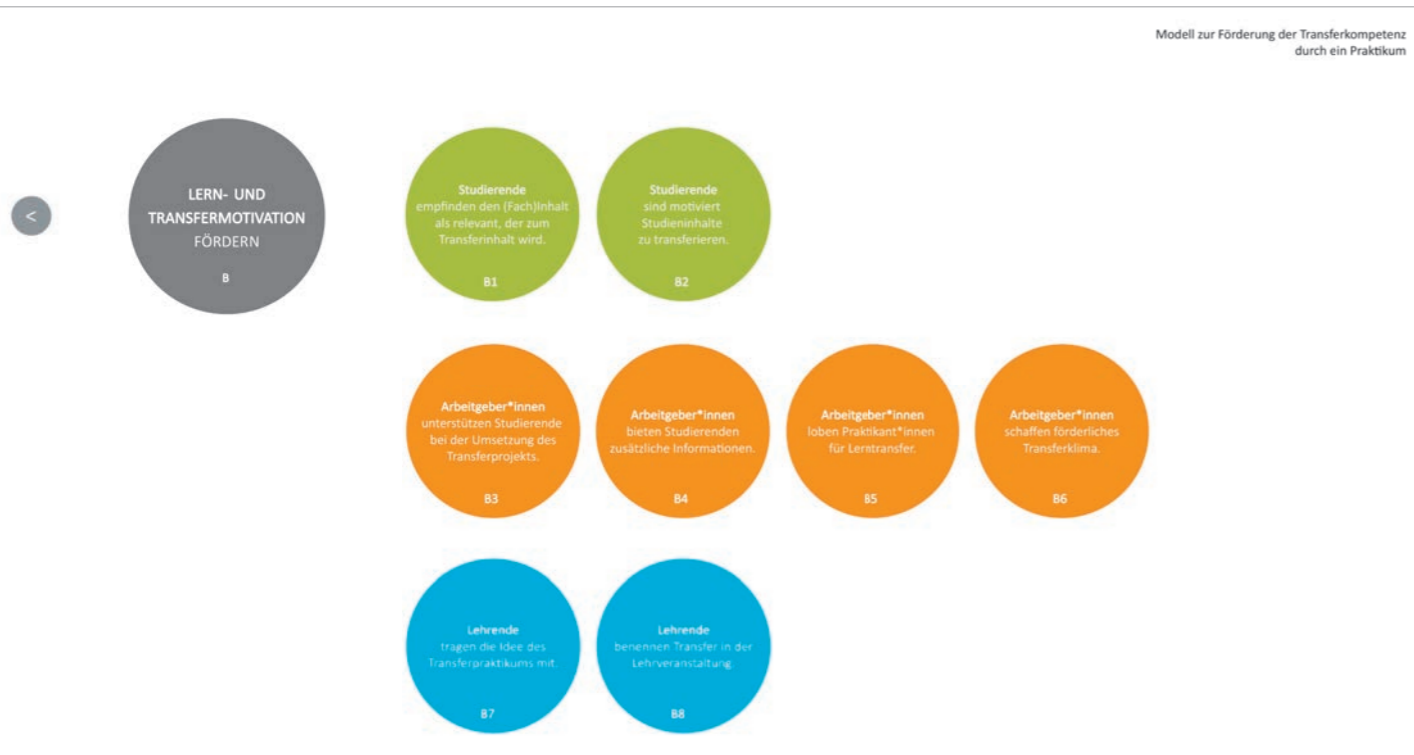 Modell zur Förderung der Transferkompetenz
durch ein Praktikum
<
LERN- UND
TRANSFERMOTIVATION
FÖRDERN
B
Studierende
empfinden den (Fach)Inhalt
als relevant, der zum
Transferinhalt wird.
B1
Studierende
sind motiviert
Studieninhalte
zu transferieren.
B2
Arbeitgeber*innen
unterstützen Studierende
bei der Umsetzung des
Transferprojekts.
B3
Arbeitgeber*innen
bieten Studierenden
zusätzliche Informationen.
B4
Arbeitgeber*innen
loben Praktikant*innen
für Lerntransfer.
B5
Arbeitgeber*innen
schaffen förderliches
Transferklima.
B6
Lehrende
tragen die Idee des
Transferpraktikums mit.
B7
Lehrende
benennen Transfer in der
Lehrveranstaltung.
B8